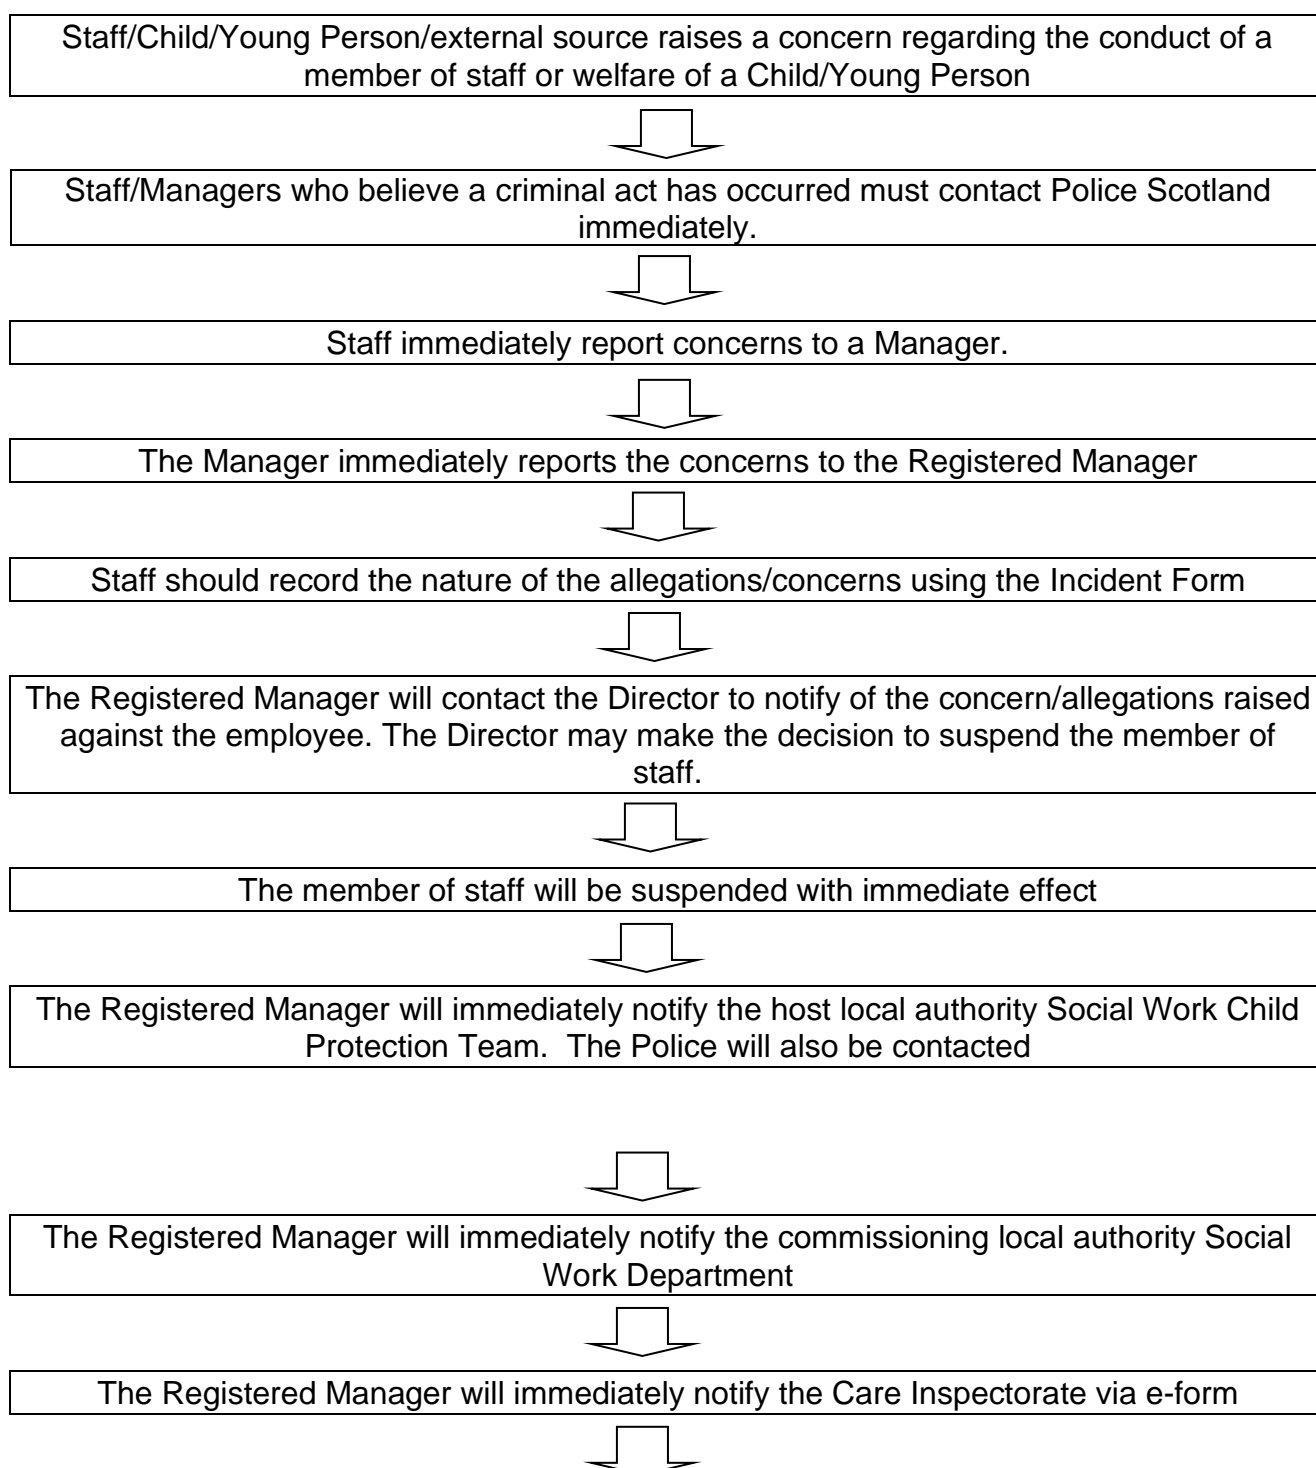 Staff/Child/Young Person/external source raises a concern regarding the conduct of a
member of staff or welfare of a Child/Young Person
Staff/Managers who believe a criminal act has occurred must contact Police Scotland
immediately.
Staff immediately report concerns to a Manager.
The Manager immediately reports the concerns to the Registered Manager
Staff should record the nature of the allegations/concerns using the Incident Form
The Registered Manager will contact the Director to notify of the concern/allegations raised
against the employee. The Director may make the decision to suspend the member of
staff.
The member of staff will be suspended with immediate effect
The Registered Manager will immediately notify the host local authority Social Work Child
Protection Team.  The Police will also be contacted
The Registered Manager will immediately notify the commissioning local authority Social
Work Department
The Registered Manager will immediately notify the Care Inspectorate via e-form